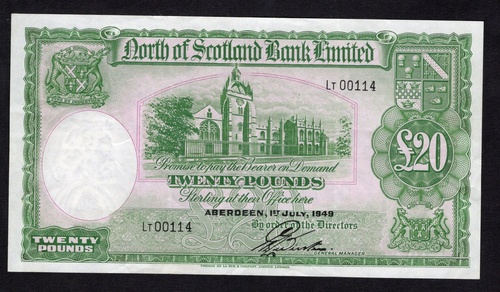 North of Scotland Bank Limited
LT 00114
Promise to pay the Bearer on Demand
TWENTY POUNDS
Sterling at their Office here
ABERDEEN, 1ST JULY, 1949
By order of the Directors
LT 00114
GENERAL MANAGER
£20
TWENTY
POUNDS